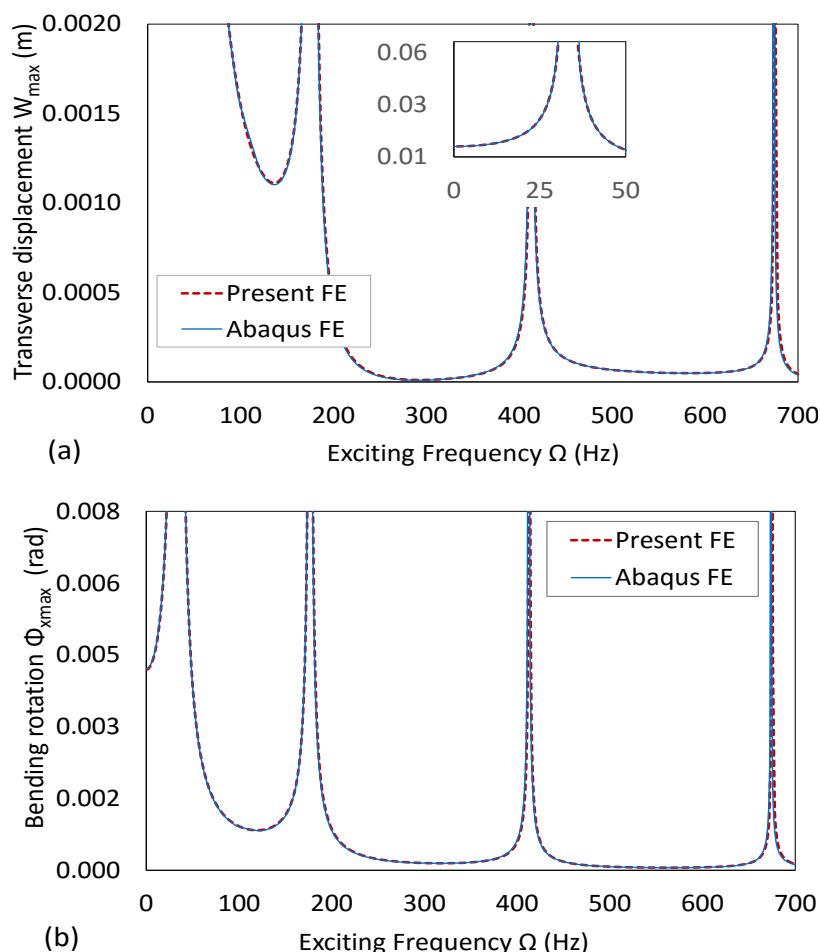 Transverse displacement W_max (m)
0.0020
0.0015
0.0010
0.0005
0.0000
0.06
0.03
0.01
0 25 50
Present FE
Abaqus FE
0 100 200 300 400 500 600 700
(a)
Exciting Frequency Ω (Hz)
Bending rotation Φ_xmax (rad)
0.008
0.006
0.005
0.003
0.002
0.000
Present FE
Abaqus FE
0 100 200 300 400 500 600 700
(b)
Exciting Frequency Ω (Hz)